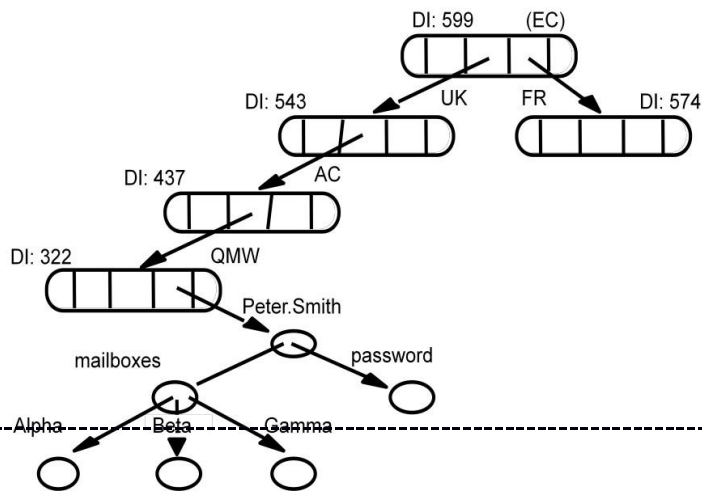 DI: 599 (EC)
DI: 543 UK FR DI: 574
DI: 437 AC
DI: 322 QMW
Peter.Smith
mailboxes password
Alpha Beta Gamma